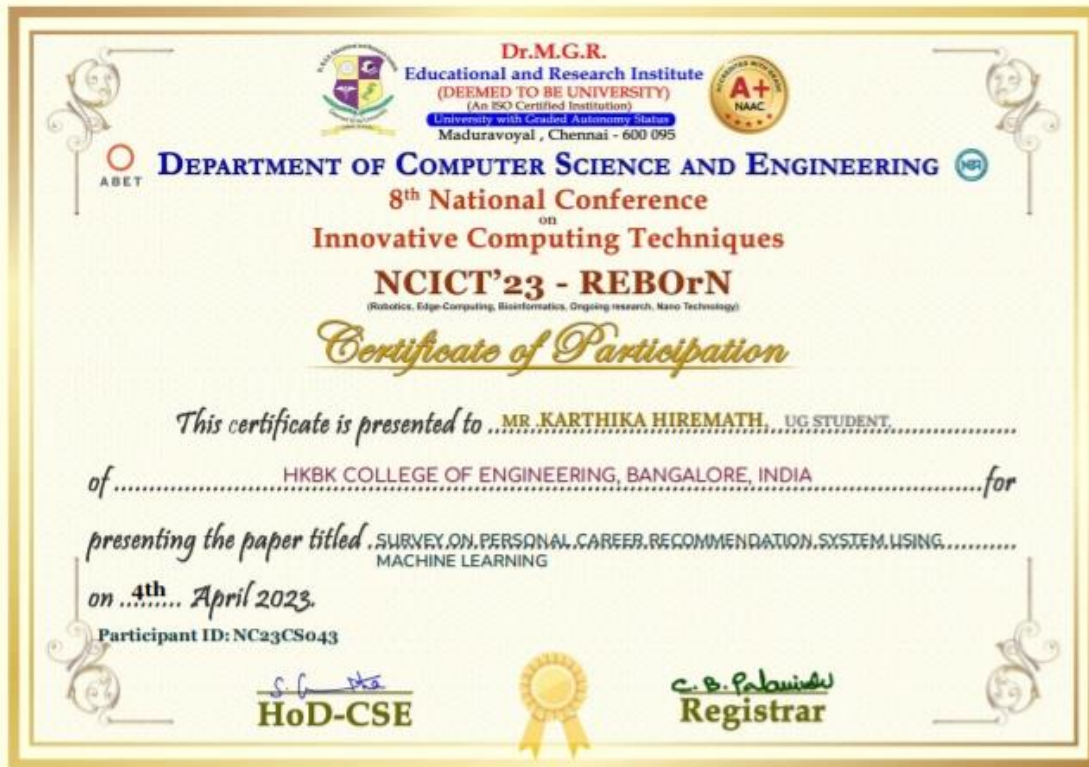 Dr.M.G.R.
Educational and Research Institute
(DEEMED TO BE UNIVERSITY)
(An ISO Certified Institution)
University with Graded Autonomy Status
Maduravoyal , Chennai - 600 095
ACCREDITED WITH GRADE
A+
NAAC
ABET
DEPARTMENT OF COMPUTER SCIENCE AND ENGINEERING
8th National Conference
on
Innovative Computing Techniques
NCICT'23 - REBOrN
(Robotics, Edge-Computing, Bioinformatics, Ongoing research, Nano Technology)
Certificate of Participation
This certificate is presented to MR .KARTHIKA HIREMATH, UG STUDENT,
of HKBK COLLEGE OF ENGINEERING, BANGALORE, INDIA for
presenting the paper titled SURVEY ON PERSONAL CAREER RECOMMENDATION SYSTEM USING
MACHINE LEARNING
on 4th April 2023.
Participant ID: NC23CS043
HoD-CSE
C. B.
Registrar